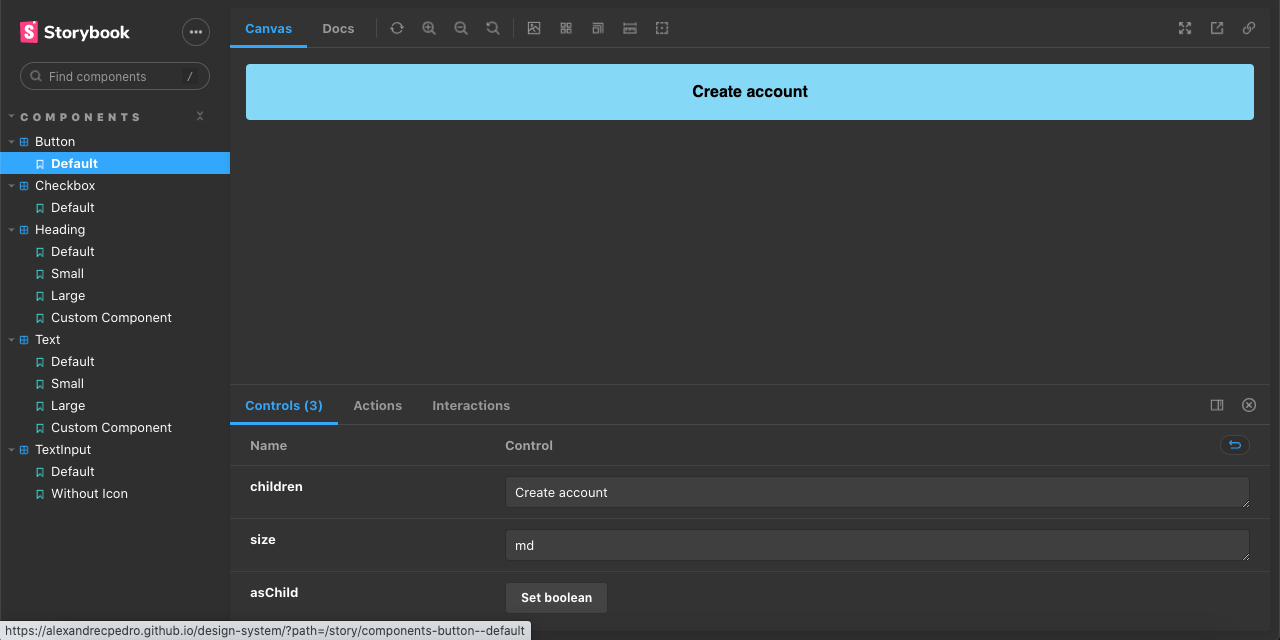 Storybook
Find components
/
COMPONENTS
Button
Default
Checkbox
Default
Heading
Default
Small
Large
Custom Component
Text
Default
Small
Large
Custom Component
TextInput
Default
Without Icon
Canvas
Docs
Create account
Controls (3)
Actions
Interactions
Name
Control
children
Create account
size
md
asChild
Set boolean
https://alexandrecpedro.github.io/design-system/?path=/story/components-button--default